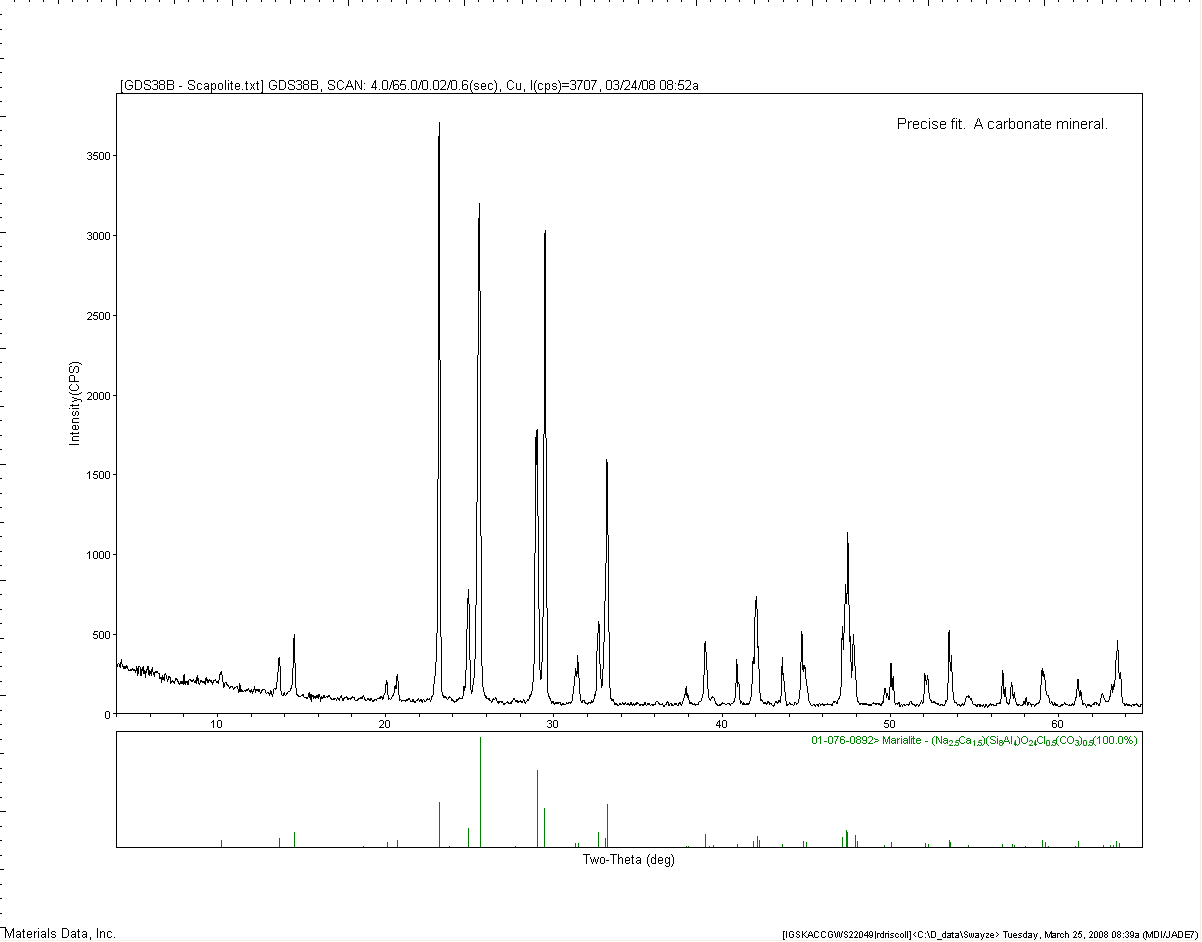 [GDS38B - Scapolite.txt] GDS38B, SCAN: 4.0/65.0/0.02/0.6(sec), Cu, I(cps)=3707, 03/24/08 08:52a
Precise fit.  A carbonate mineral.
3500
3000
2500
2000
1500
1000
500
0
Intensity(CPS)
10 20 30 40 50 60
01-076-0892> Marialite - (Na2.5Ca1.5)(Si8Al4)O24Cl0.5(CO3)0.5 (100.0%)
Two-Theta (deg)
Materials Data, Inc.
[IGSKACCGWS22049|rdriscoll]<C:\D_data\Swayze> Tuesday, March 25, 2008 08:39a (MDI/JADE7)